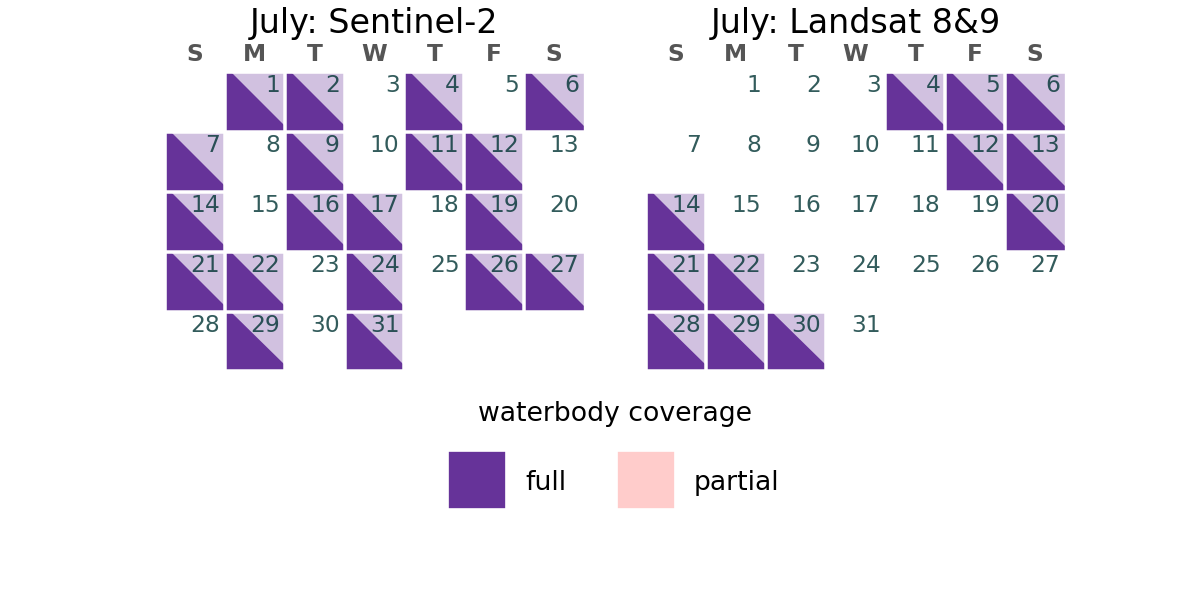 July: Sentinel-2
S M T W T F S
1 2 3 4 5 6
7 8 9 10 11 12 13
14 15 16 17 18 19 20
21 22 23 24 25 26 27
28 29 30 31
July: Landsat 8&9
S M T W T F S
1 2 3 4 5 6
7 8 9 10 11 12 13
14 15 16 17 18 19 20
21 22 23 24 25 26 27
28 29 30 31
waterbody coverage
full partial